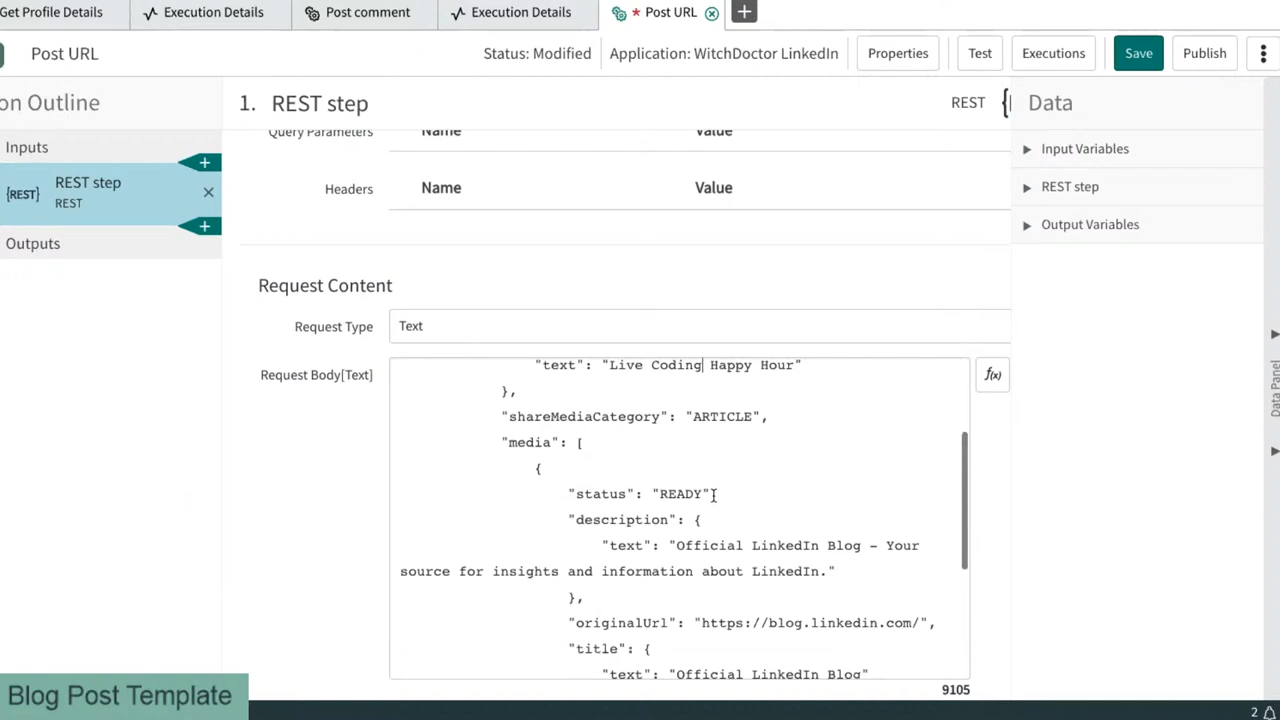 Get Profile Details
Execution Details
Post comment
Execution Details
* Post URL
Post URL
Status: Modified
Application: WitchDoctor LinkedIn
Properties
Test
Executions
Save
Publish
on Outline
Inputs
{REST}
REST step
REST
Outputs
1. REST step
REST
Query Parameters
Name
Value
Headers
Name
Value
Request Content
Request Type
Text
Request Body[Text]
"text": "Live Coding Happy Hour"
},
"shareMediaCategory": "ARTICLE",
"media": [
{
"status": "READY"
"description": {
"text": "Official LinkedIn Blog - Your
source for insights and information about LinkedIn."
},
"originalUrl": "https://blog.linkedin.com/",
"title": {
"text": "Official LinkedIn Blog"
f(x)
9105
Data
Input Variables
REST step
Output Variables
Data Panel
Blog Post Template
2